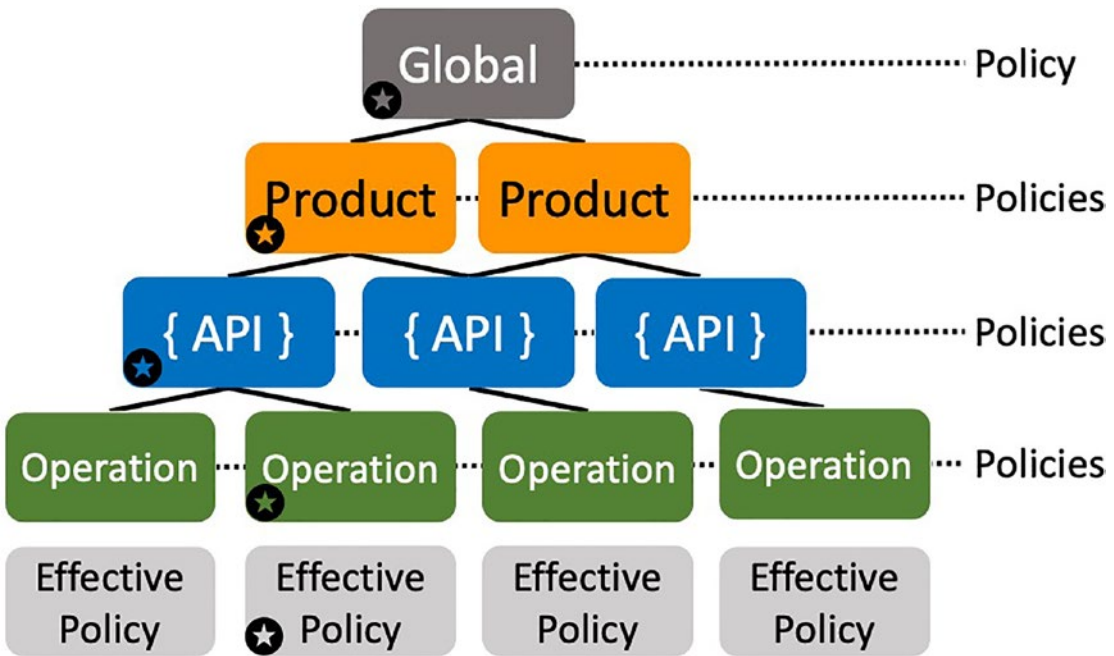 Global Policy
Product Product Policies
{ API } { API } { API } Policies
Operation Operation Operation Operation Policies
Effective Effective Effective Effective
Policy Policy Policy Policy